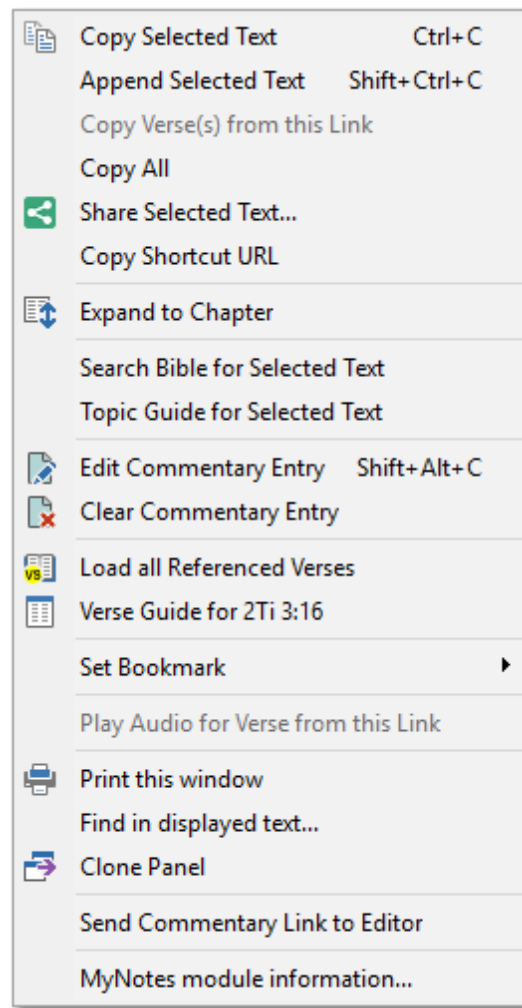 Copy Selected Text Ctrl+C
Append Selected Text Shift+Ctrl+C
Copy Verse(s) from this Link
Copy All
Share Selected Text...
Copy Shortcut URL
Expand to Chapter
Search Bible for Selected Text
Topic Guide for Selected Text
Edit Commentary Entry Shift+Alt+C
Clear Commentary Entry
VS Load all Referenced Verses
Verse Guide for 2Ti 3:16
Set Bookmark
Play Audio for Verse from this Link
Print this window
Find in displayed text...
Clone Panel
Send Commentary Link to Editor
MyNotes module information...